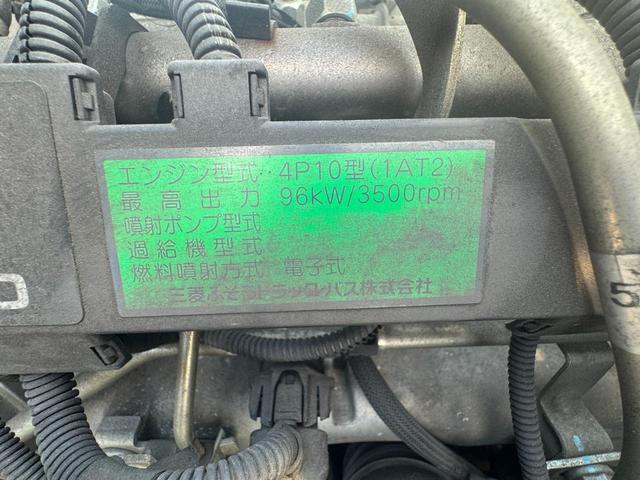 エンジン型式 4P10型(1AT2)
最高出力 96KW/3500rpm
噴射ポンプ型式
過給機型式
燃料噴射方式 電子式
三菱ふそうトラック・バス株式会社
5